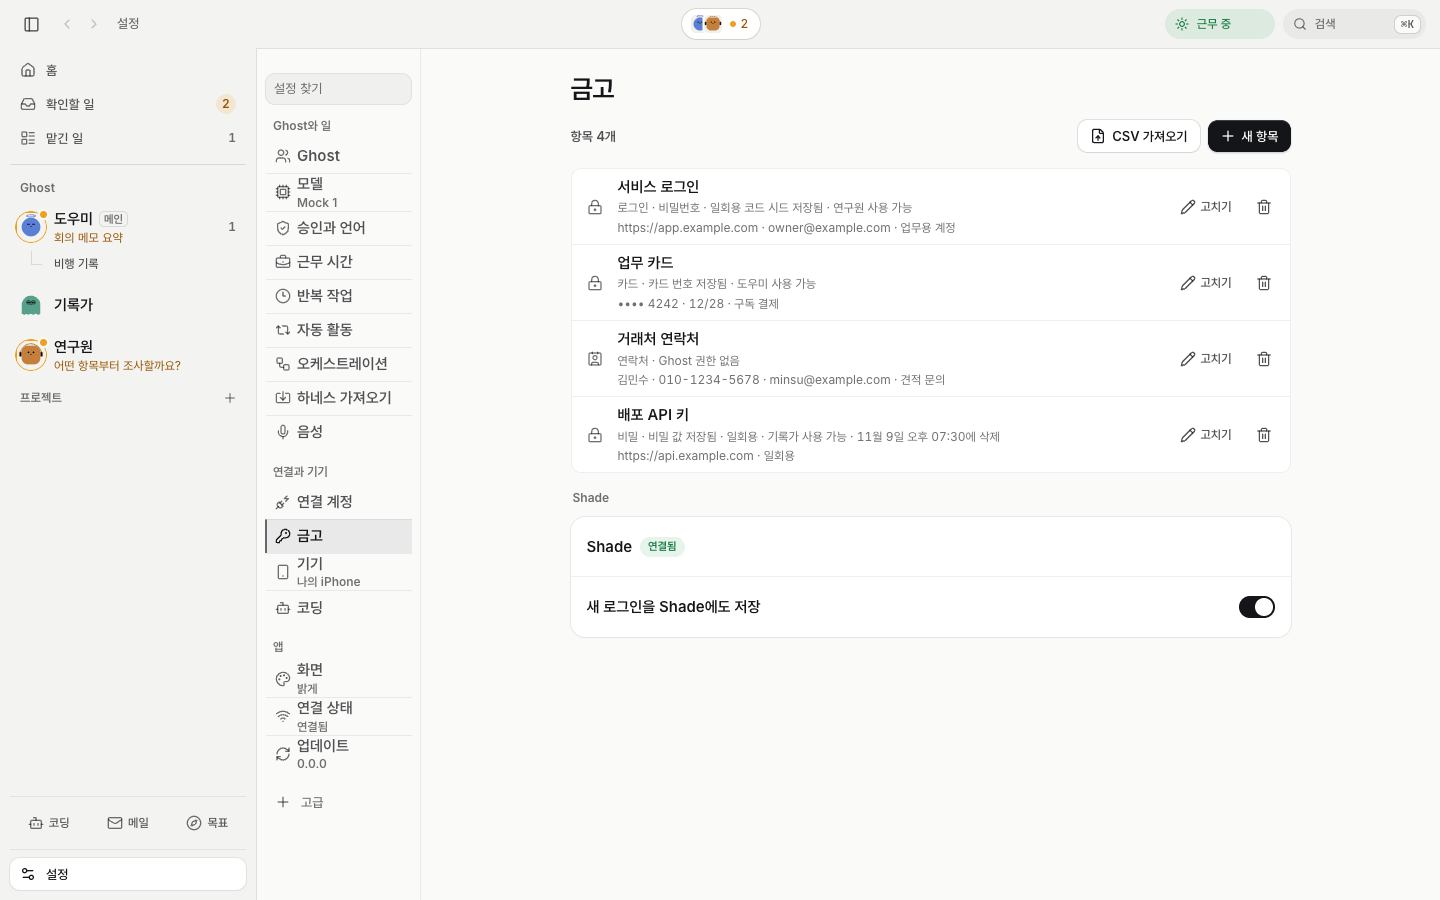 설정
2
근무 중
검색
⌘K
홈
확인할 일
2
맡긴 일
1
Ghost
도우미
메인
회의 메모 요약
1
비행 기록
기록가
연구원
어떤 항목부터 조사할까요?
프로젝트
코딩
메일
목표
설정
설정 찾기
Ghost와 일
Ghost
모델
Mock 1
승인과 언어
근무 시간
반복 작업
자동 활동
오케스트레이션
하네스 가져오기
음성
연결과 기기
연결 계정
금고
기기
나의 iPhone
코딩
앱
화면
밝게
연결 상태
연결됨
업데이트
0.0.0
고급
금고
항목 4개
CSV 가져오기
새 항목
서비스 로그인
로그인 · 비밀번호 · 일회용 코드 시드 저장됨 · 연구원 사용 가능
https://app.example.com · owner@example.com · 업무용 계정
고치기
업무 카드
카드 · 카드 번호 저장됨 · 도우미 사용 가능
•••• 4242 · 12/28 · 구독 결제
고치기
거래처 연락처
연락처 · Ghost 권한 없음
김민수 · 010-1234-5678 · minsu@example.com · 견적 문의
고치기
배포 API 키
비밀 · 비밀 값 저장됨 · 일회용 · 기록가 사용 가능 · 11월 9일 오후 07:30에 삭제
https://api.example.com · 일회용
고치기
Shade
Shade
연결됨
새 로그인을 Shade에도 저장